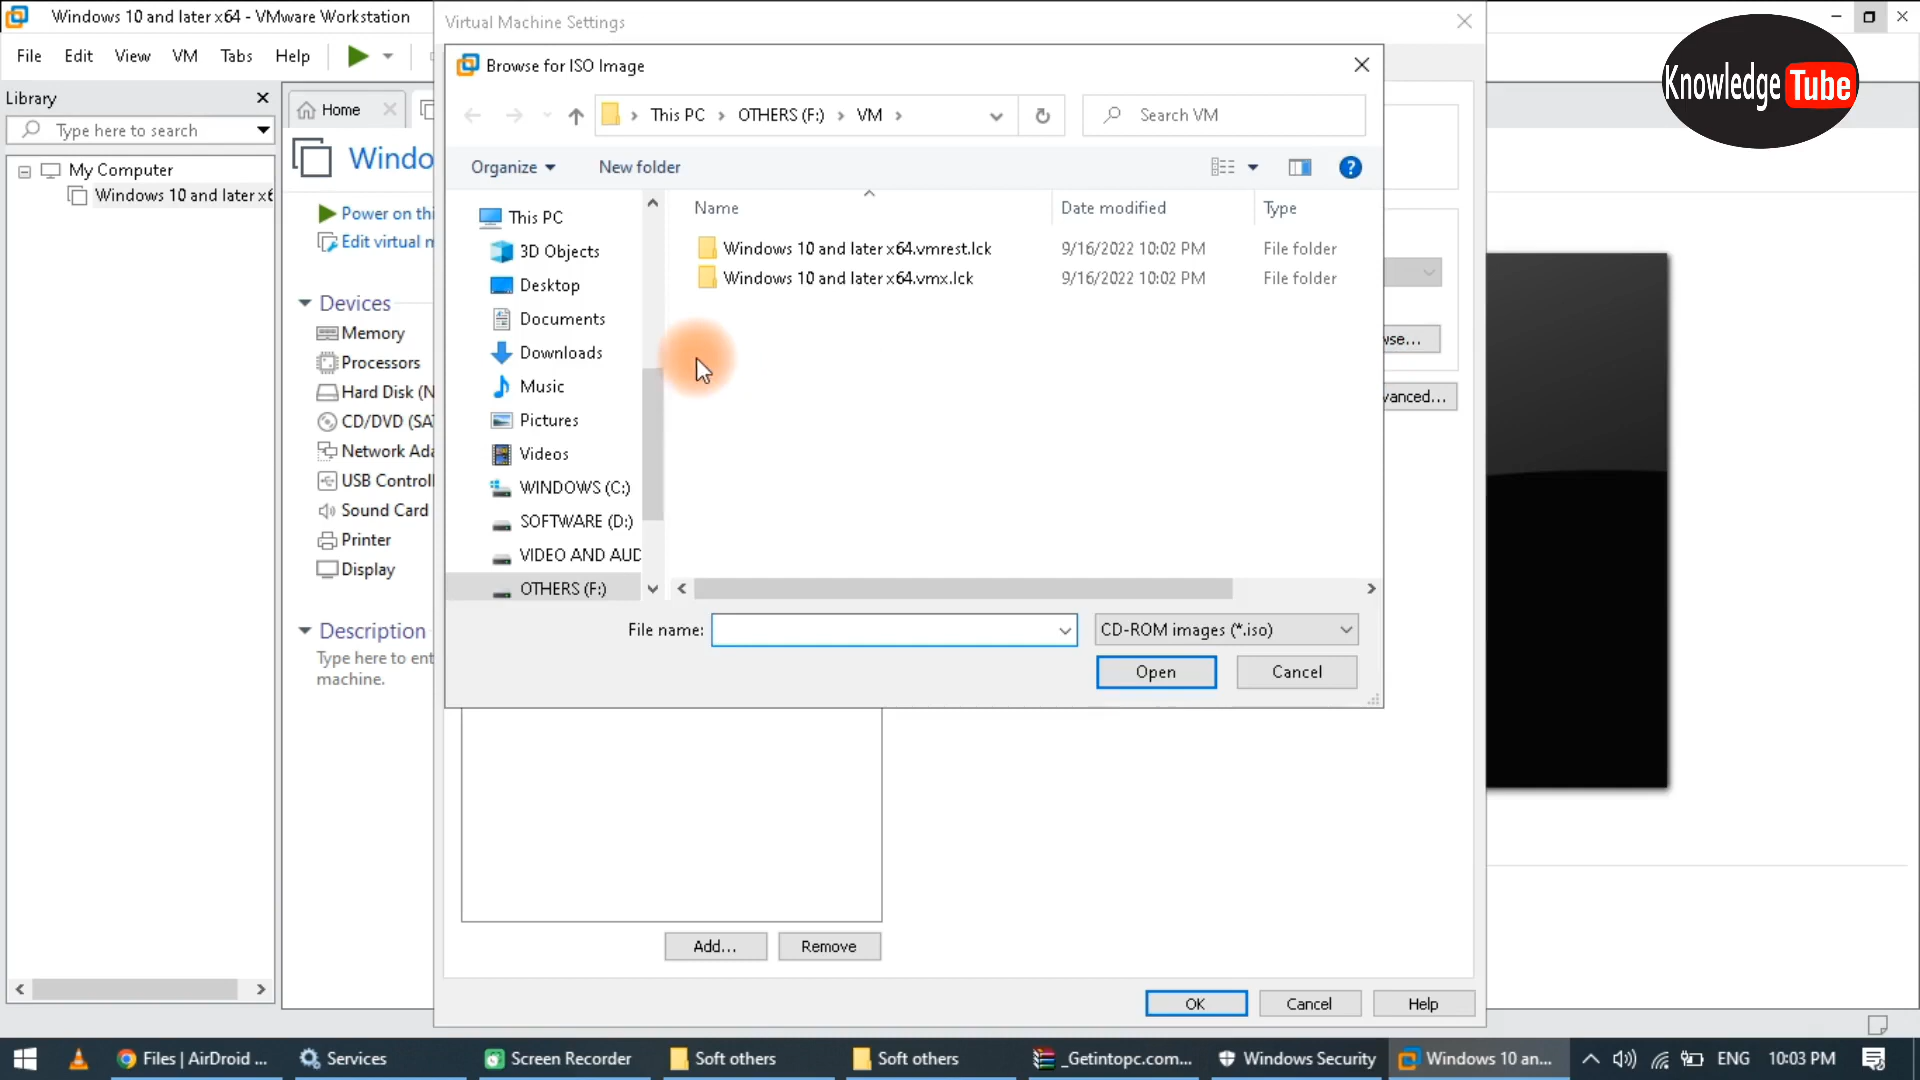 Windows 10 and later x64 - VMware Workstation
File Edit View VM Tabs Help
Library
Type here to search
My Computer
Windows 10 and later x6
Home
Windo
Power on thi
Edit virtual m
Devices
Memory
Processors
Hard Disk (N
CD/DVD (SA
Network Ada
USB Controll
Sound Card
Printer
Display
Description
Type here to ent
machine.
Virtual Machine Settings
Browse for ISO Image
This PC > OTHERS (F:) > VM >
Search VM
Organize New folder
This PC
3D Objects
Desktop
Documents
Downloads
Music
Pictures
Videos
WINDOWS (C:)
SOFTWARE (D:)
VIDEO AND AUD
OTHERS (F:)
Name Date modified Type
Windows 10 and later x64.vmrest.lck 9/16/2022 10:02 PM File folder
Windows 10 and later x64.vmx.lck 9/16/2022 10:02 PM File folder
File name: CD-ROM images (*.iso)
Open Cancel
wse...
vanced...
Add... Remove
OK Cancel Help
Knowledge Tube
Files | AirDroid ... Services Screen Recorder Soft others Soft others _Getintopc.com... Windows Security Windows 10 an... ENG 10:03 PM